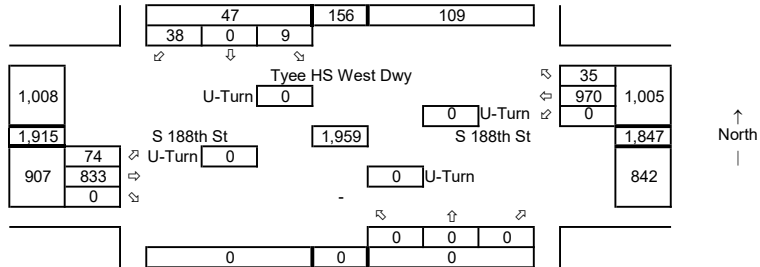 47 156 109
38 0 9
⬃ ⇩ ⬂
Tyee HS West Dwy ⬁ 35
1,008 U-Turn 0 ⇦ 970 1,005
0 U-Turn ⬃ 0 ↑
1,915 S 188th St 1,959 S 188th St 1,847 North
74 ⬀ U-Turn 0 |
907 833 ⇨ 0 U-Turn 842
0 ⬂ -
⬁ ⇧ ⬀
0 0 0
0 0 0